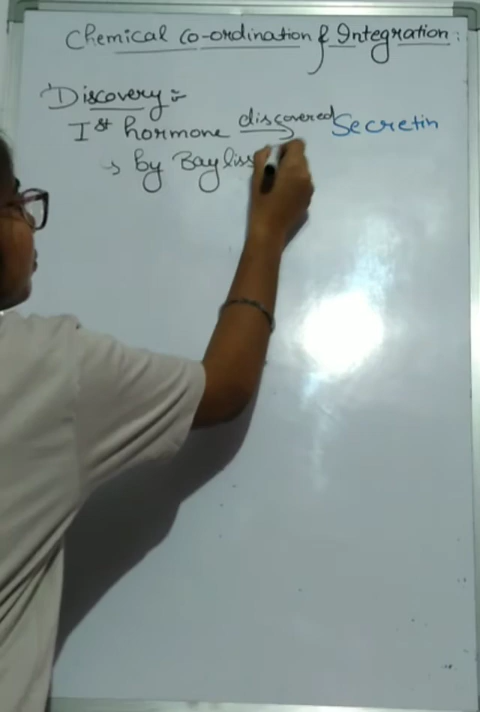 Chemical Co-ordination & Integration :
Discovery :-
Ist hormone discovered Secretin
→ by Bayliss